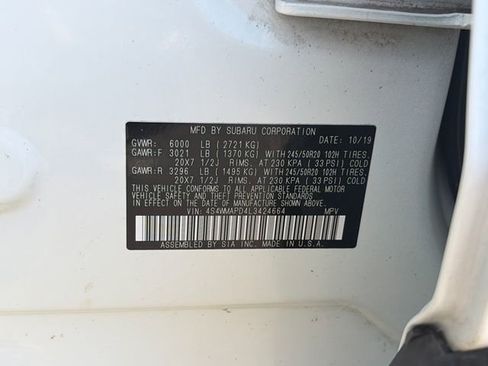 MFD BY SUBARU CORPORATION DATE: 10/19
GVWR: 6000 LB (2721 KG)
GAWR:F 3021 LB (1370 KG) WITH 245/50R20 102H TIRES,
20X7 1/2J RIMS, AT 230 KPA ( 33 PSI) COLD
GAWR:R 3296 LB (1495 KG) WITH 245/50R20 102H TIRES,
20X7 1/2J RIMS, AT 230 KPA ( 33 PSI) COLD
THIS VEHICLE CONFORMS TO ALL APPLICABLE FEDERAL MOTOR
VEHICLE SAFETY AND THEFT PREVENTION STANDARDS
IN EFFECT ON THE DATE OF MANUFACTURE SHOWN ABOVE.
VIN: 4S4WMAPD4L3424664 MPV
ASSEMBLED BY SIA INC. MADE IN U.S.A.